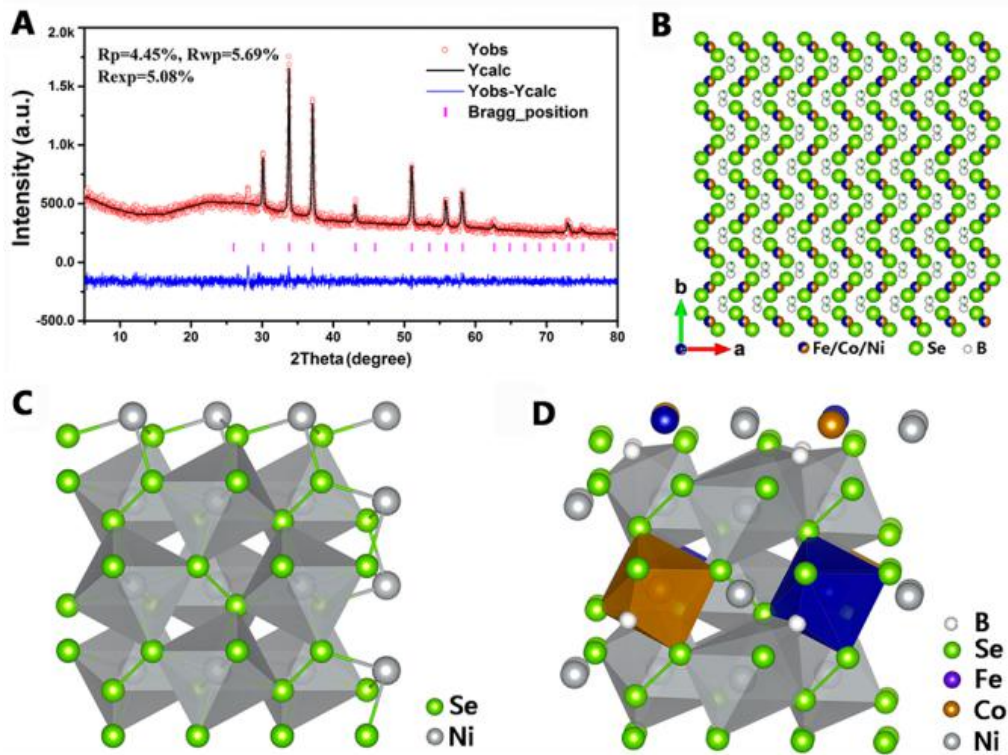 A
Rp=4.45%, Rwp=5.69%
Rexp=5.08%
Yobs
Ycalc
Yobs-Ycalc
Bragg_position
2.0k
1.5k
1.0k
500.0
0.0
-500.0
Intensity (a.u.)
10 20 30 40 50 60 70 80
2Theta (degree)
B
b
a
Fe/Co/Ni Se B
C
Se
Ni
D
B
Se
Fe
Co
Ni